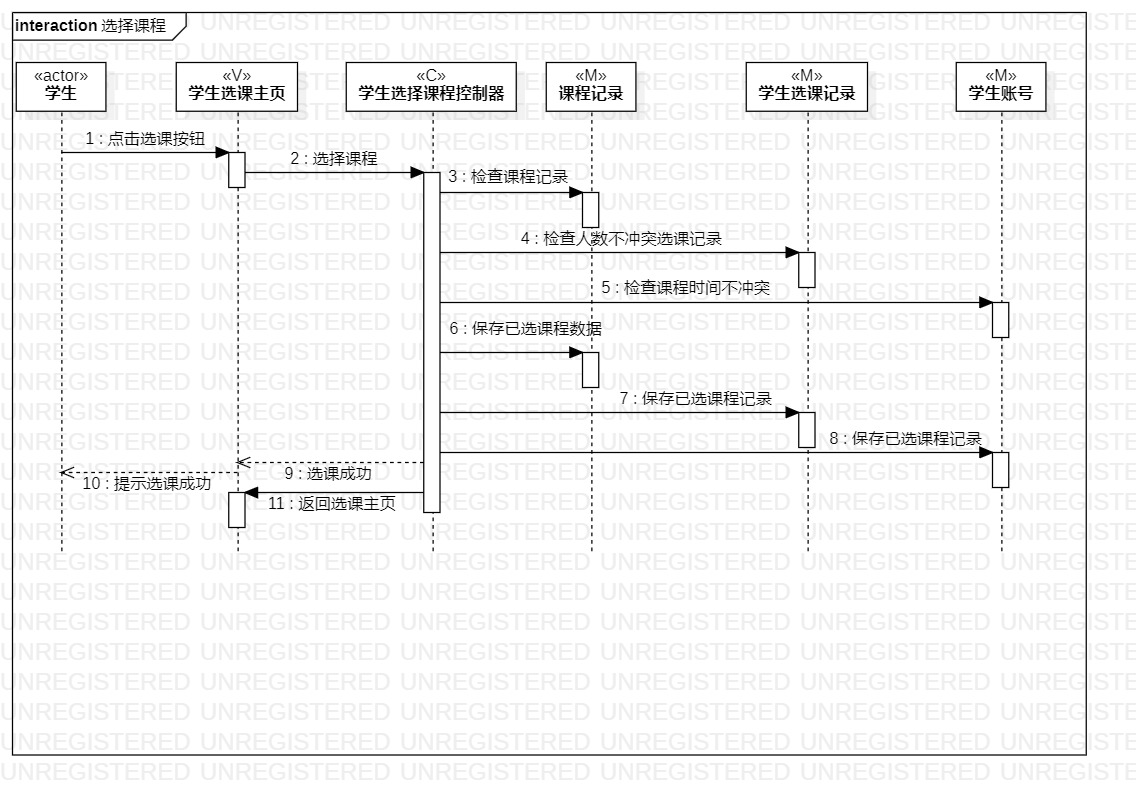 interaction 选择课程
«actor»
学生
«V»
学生选课主页
«C»
学生选择课程控制器
«M»
课程记录
«M»
学生选课记录
«M»
学生账号
1 : 点击选课按钮
2 : 选择课程
3 : 检查课程记录
4 : 检查人数不冲突选课记录
5 : 检查课程时间不冲突
6 : 保存已选课程数据
7 : 保存已选课程记录
8 : 保存已选课程记录
9 : 选课成功
10 : 提示选课成功
11 : 返回选课主页
UNREGISTERED